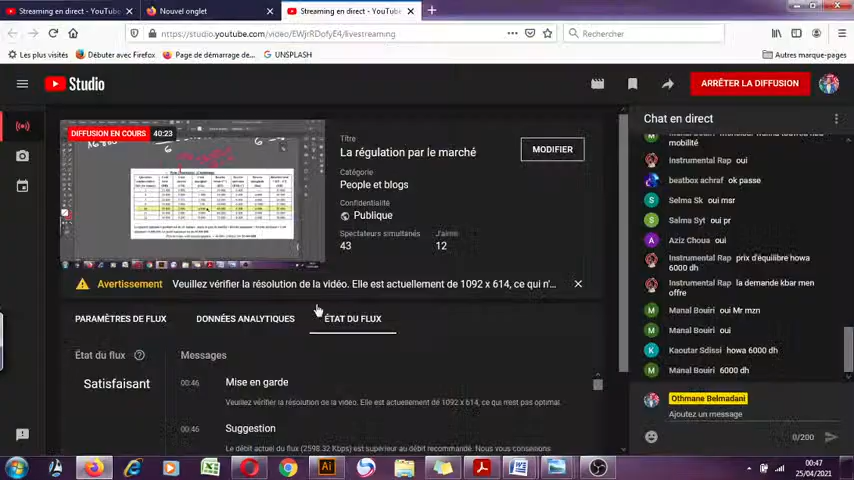 Streaming en direct - YouTube S
Nouvel onglet
Streaming en direct - YouTube S
https://studio.youtube.com/video/EWjrRDofyE4/livestreaming
Rechercher
Les plus visités
Débuter avec Firefox
Page de démarrage de...
UNSPLASH
Autres marque-pages
Studio
ARRÊTER LA DIFFUSION
DIFFUSION EN COURS 40:23
Titre
La régulation par le marché
MODIFIER
Catégorie
People et blogs
Confidentialité
Publique
Spectateurs simultanés
43
J'aime
12
Avertissement
Veuillez vérifier la résolution de la vidéo. Elle est actuellement de 1092 x 614, ce qui n'...
PARAMÈTRES DE FLUX
DONNÉES ANALYTIQUES
ÉTAT DU FLUX
État du flux
Satisfaisant
Messages
00:46
Mise en garde
Veuillez vérifier la résolution de la vidéo. Elle est actuellement de 1092 x 614, ce qui n'est pas optimal.
00:46
Suggestion
Le débit actuel du flux (2598.32 Kbps) est supérieur au débit recommandé. Nous vous conseillons
Chat en direct
mobilité
Instrumental Rap oui
beatbox achraf ok passe
Selma Sk oui msr
Salma Syt oui pr
Aziz Choua oui
Instrumental Rap prix d'équilibre howa
6000 dh
Instrumental Rap la demande kbar men
offre
Manal Bouiri oui Mr mzn
Manal Bouiri oui
Kaoutar Sdissi howa 6000 dh
Manal Bouiri 6000 dh
Othmane Belmadani
Ajoutez un message
0/200
00:47
25/04/2021